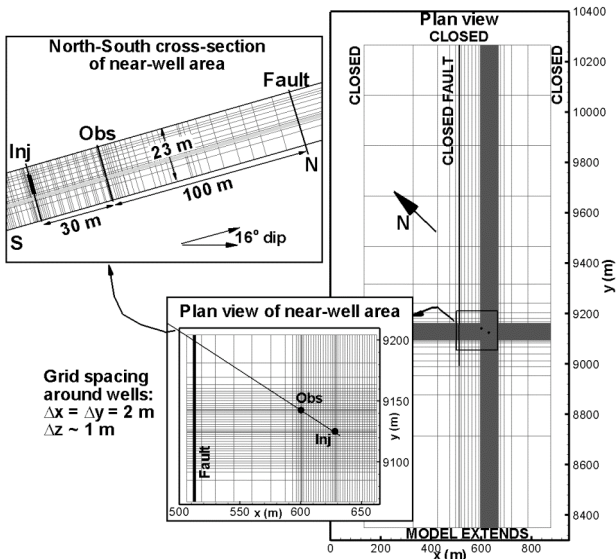 North-South cross-section
of near-well area
Fault
Obs
Inj
23 m
100 m
30 m
N
S
16° dip
Plan view
CLOSED
CLOSED
CLOSED
CLOSED FAULT
N
MODEL EXTENDS
0 200 400 600 800
x (m)
10400
10200
10000
9800
9600
9400
9200
9000
8800
8600
8400
y (m)
Plan view of near-well area
Obs
Inj
Fault
9200
9150
9100
y (m)
500 550 x (m) 600 650
Grid spacing
around wells:
Δx = Δy = 2 m
Δz ~ 1 m